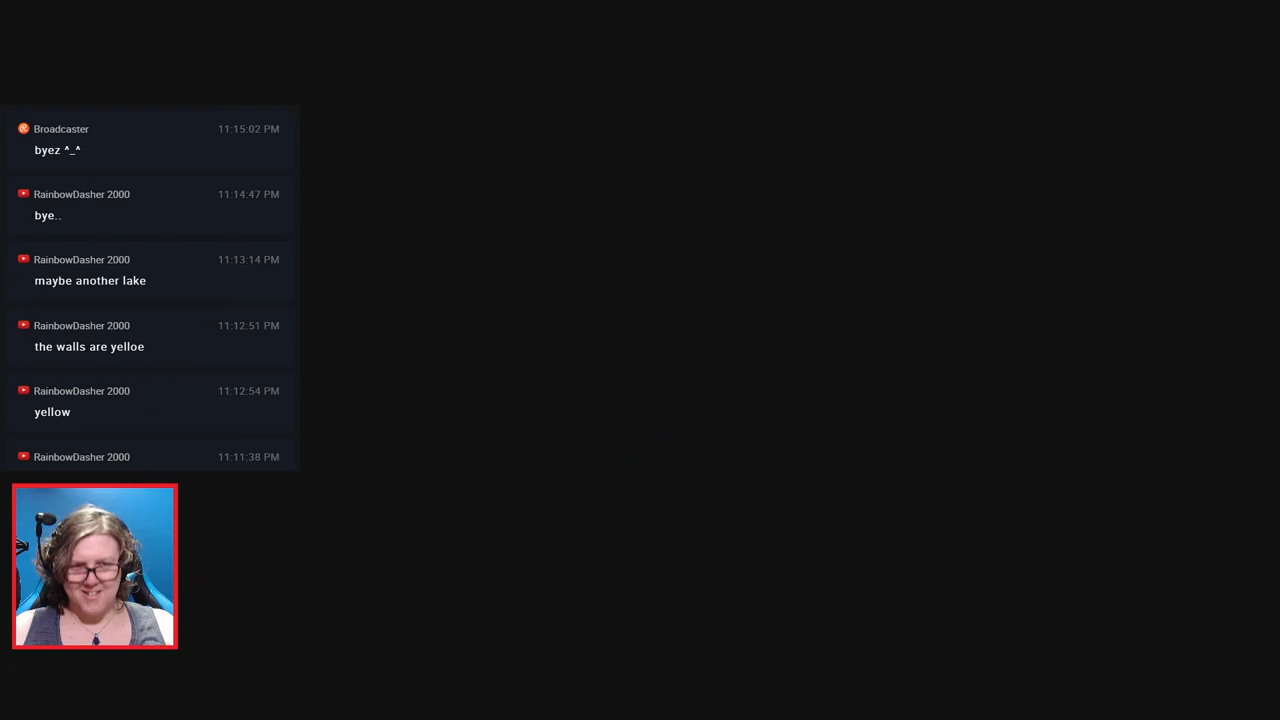 Broadcaster 11:15:02 PM
byez ^_^
RainbowDasher 2000 11:14:47 PM
bye..
RainbowDasher 2000 11:13:14 PM
maybe another lake
RainbowDasher 2000 11:12:51 PM
the walls are yelloe
RainbowDasher 2000 11:12:54 PM
yellow
RainbowDasher 2000 11:11:38 PM